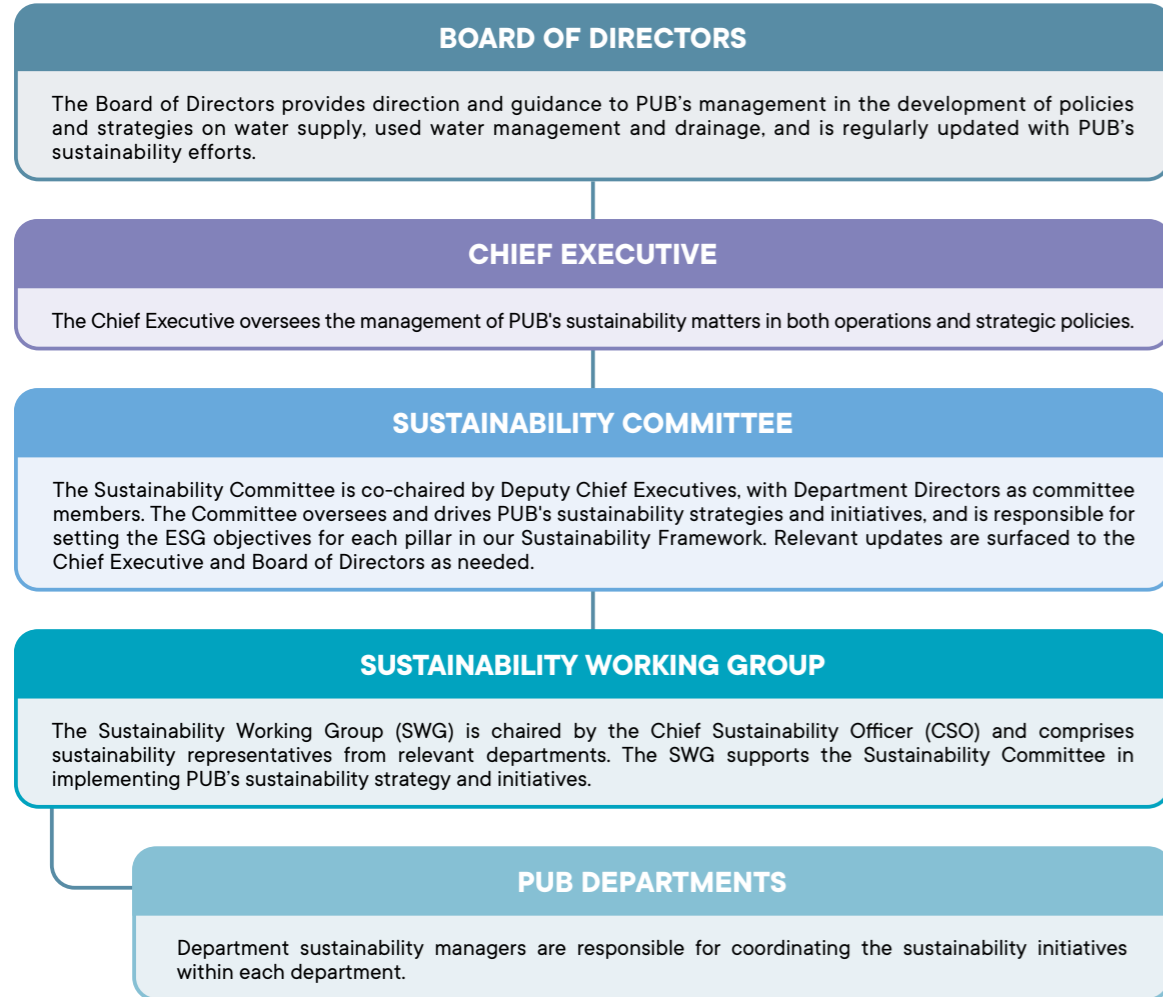 BOARD OF DIRECTORS
The Board of Directors provides direction and guidance to PUB’s management in the development of policies
and strategies on water supply, used water management and drainage, and is regularly updated with PUB’s
sustainability efforts.
CHIEF EXECUTIVE
The Chief Executive oversees the management of PUB's sustainability matters in both operations and strategic policies.
SUSTAINABILITY COMMITTEE
The Sustainability Committee is co-chaired by Deputy Chief Executives, with Department Directors as committee
members. The Committee oversees and drives PUB's sustainability strategies and initiatives, and is responsible for
setting the ESG objectives for each pillar in our Sustainability Framework. Relevant updates are surfaced to the
Chief Executive and Board of Directors as needed.
SUSTAINABILITY WORKING GROUP
The Sustainability Working Group (SWG) is chaired by the Chief Sustainability Officer (CSO) and comprises
sustainability representatives from relevant departments. The SWG supports the Sustainability Committee in
implementing PUB’s sustainability strategy and initiatives.
PUB DEPARTMENTS
Department sustainability managers are responsible for coordinating the sustainability initiatives
within each department.